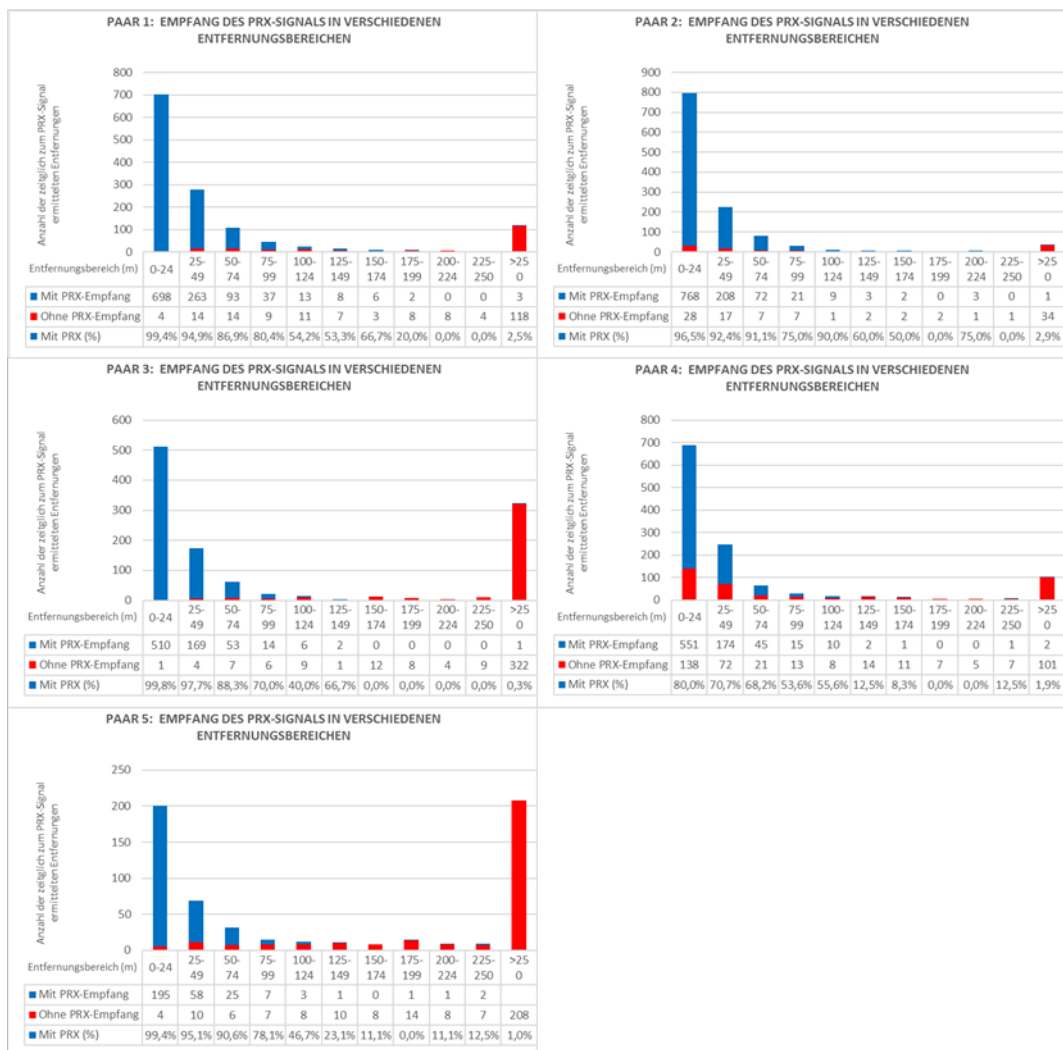 PAAR 1: EMPFANG DES PRX-SIGNALS IN VERSCHIEDENEN
ENTFERNUNGSBEREICHEN
Anzahl der zeitglich zum PRX-Signal
ermittelten Entfernungen
800
700
600
500
400
300
200
100
0
Entfernungsbereich (m) 0-24 25-49 50-74 75-99 100-124 125-149 150-174 175-199 200-224 225-250 >250
Mit PRX-Empfang 698 263 93 37 13 8 6 2 0 0 3
Ohne PRX-Empfang 4 14 14 9 11 7 3 8 8 4 118
Mit PRX (%) 99,4% 94,9% 86,9% 80,4% 54,2% 53,3% 66,7% 20,0% 0,0% 0,0% 2,5%
PAAR 2: EMPFANG DES PRX-SIGNALS IN VERSCHIEDENEN
ENTFERNUNGSBEREICHEN
Anzahl der zeitglich zum PRX-Signal
ermittelten Entfernungen
900
800
700
600
500
400
300
200
100
0
Entfernungsbereich (m) 0-24 25-49 50-74 75-99 100-124 125-149 150-174 175-199 200-224 225-250 >250
Mit PRX-Empfang 768 208 72 21 9 3 2 0 3 0 1
Ohne PRX-Empfang 28 17 7 7 1 2 2 2 1 1 34
Mit PRX (%) 96,5% 92,4% 91,1% 75,0% 90,0% 60,0% 50,0% 0,0% 75,0% 0,0% 2,9%
PAAR 3: EMPFANG DES PRX-SIGNALS IN VERSCHIEDENEN
ENTFERNUNGSBEREICHEN
Anzahl der zeitglich zum PRX-Signal
ermittelten Entfernungen
600
500
400
300
200
100
0
Entfernungsbereich (m) 0-24 25-49 50-74 75-99 100-124 125-149 150-174 175-199 200-224 225-250 >250
Mit PRX-Empfang 510 169 53 14 6 2 0 0 0 0 1
Ohne PRX-Empfang 1 4 7 6 9 1 12 8 4 9 322
Mit PRX (%) 99,8% 97,7% 88,3% 70,0% 40,0% 66,7% 0,0% 0,0% 0,0% 0,0% 0,3%
PAAR 4: EMPFANG DES PRX-SIGNALS IN VERSCHIEDENEN
ENTFERNUNGSBEREICHEN
Anzahl der zeitglich zum PRX-Signal
ermittelten Entfernungen
800
700
600
500
400
300
200
100
0
Entfernungsbereich (m) 0-24 25-49 50-74 75-99 100-124 125-149 150-174 175-199 200-224 225-250 >250
Mit PRX-Empfang 551 174 45 15 10 2 1 0 0 1 2
Ohne PRX-Empfang 138 72 21 13 8 14 11 7 5 7 101
Mit PRX (%) 80,0% 70,7% 68,2% 53,6% 55,6% 12,5% 8,3% 0,0% 0,0% 12,5% 1,9%
PAAR 5: EMPFANG DES PRX-SIGNALS IN VERSCHIEDENEN
ENTFERNUNGSBEREICHEN
Anzahl der zeitglich zum PRX-Signal
ermittelten Entfernungen
250
200
150
100
50
0
Entfernungsbereich (m) 0-24 25-49 50-74 75-99 100-124 125-149 150-174 175-199 200-224 225-250 >250
Mit PRX-Empfang 195 58 25 7 3 1 0 1 1 2
Ohne PRX-Empfang 4 10 6 7 8 10 8 14 8 7 208
Mit PRX (%) 99,4% 95,1% 90,6% 78,1% 46,7% 23,1% 11,1% 0,0% 11,1% 12,5% 1,0%